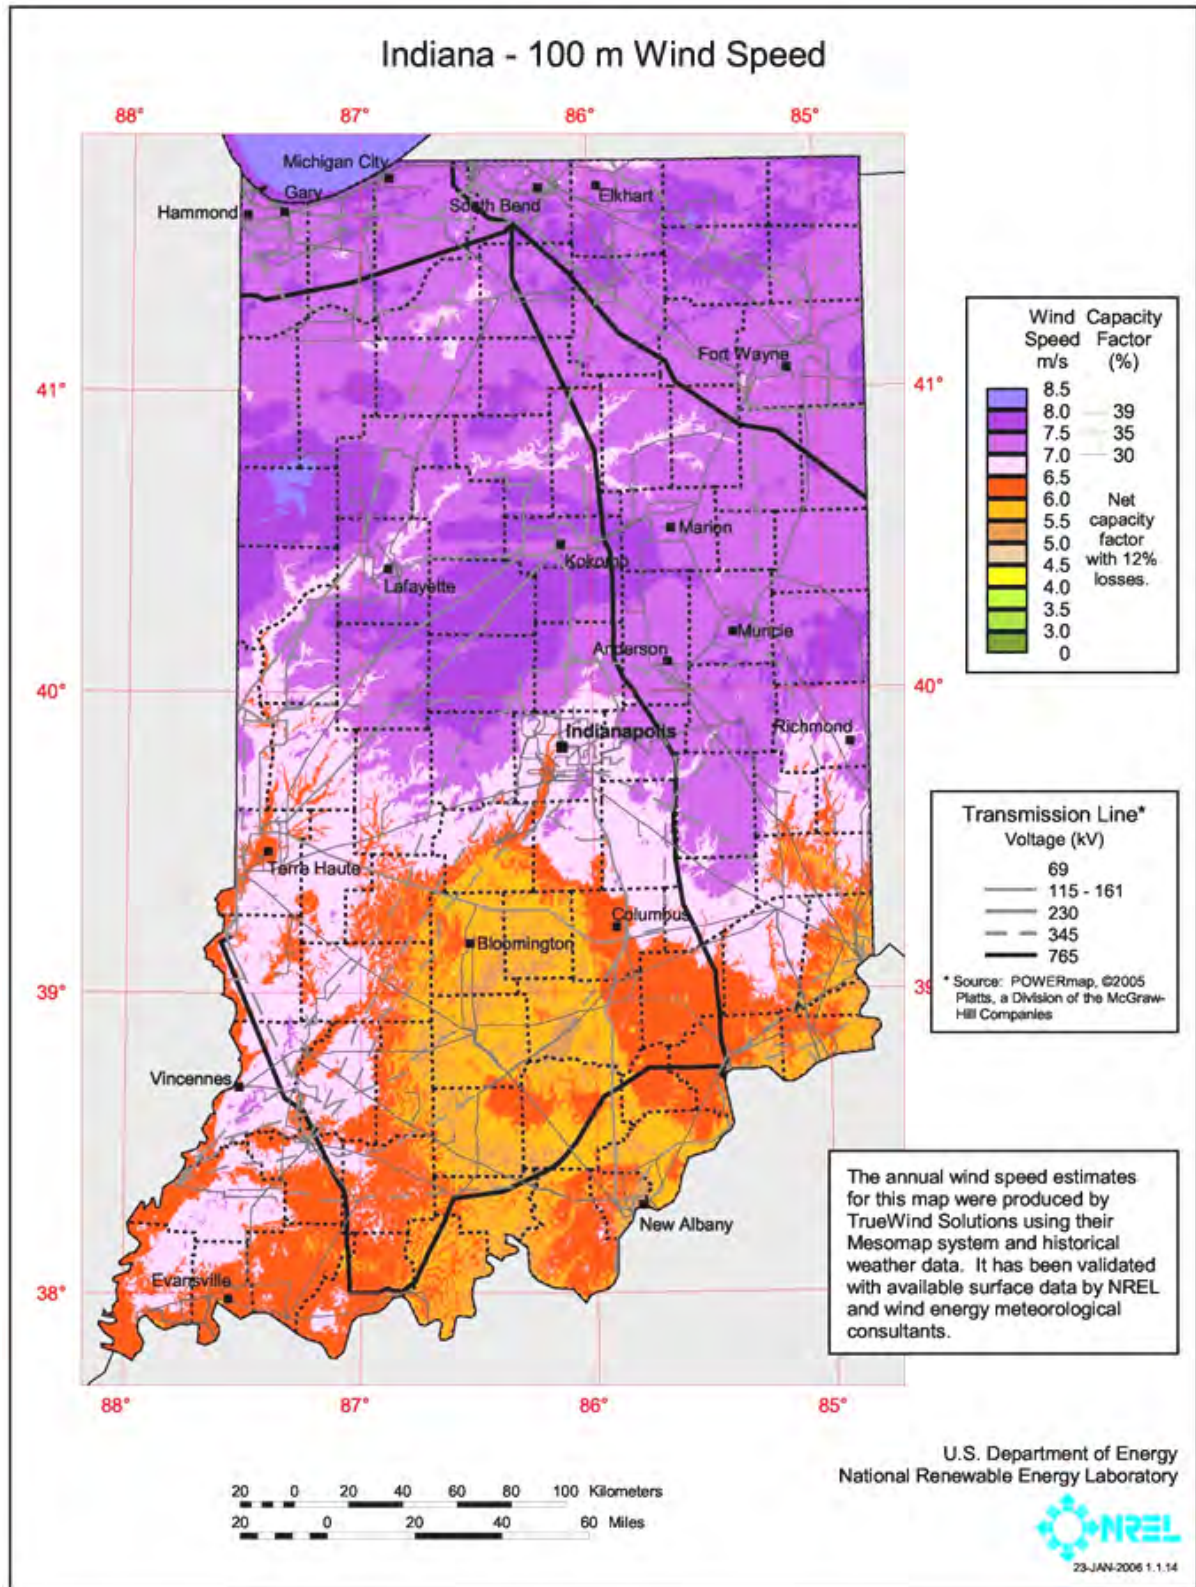 Indiana - 100 m Wind Speed
88° 87° 86° 85°
Michigan City
Gary
Hammond
South Bend
Elkhart
Fort Wayne
41° 41°
Marion
Kokomo
Lafayette
Muncie
Anderson
40° 40°
Richmond
Indianapolis
Terre Haute
Columbus
Bloomington
39° 39
Vincennes
New Albany
Evansville
38° 38°
88° 87° 86° 85°
Wind Capacity
Speed Factor
m/s (%)
8.5
8.0 39
7.5 35
7.0 30
6.5
6.0 Net
5.5 capacity
5.0 factor
4.5 with 12%
4.0 losses.
3.5
3.0
0
Transmission Line*
Voltage (kV)
69
115 - 161
230
345
765
* Source: POWERmap, ©2005
Platts, a Division of the McGraw-
Hill Companies
The annual wind speed estimates
for this map were produced by
TrueWind Solutions using their
Mesomap system and historical
weather data. It has been validated
with available surface data by NREL
and wind energy meteorological
consultants.
U.S. Department of Energy
National Renewable Energy Laboratory
20 0 20 40 60 80 100 Kilometers
20 0 20 40 60 Miles
NREL
23-JAN-2006 1.1.14